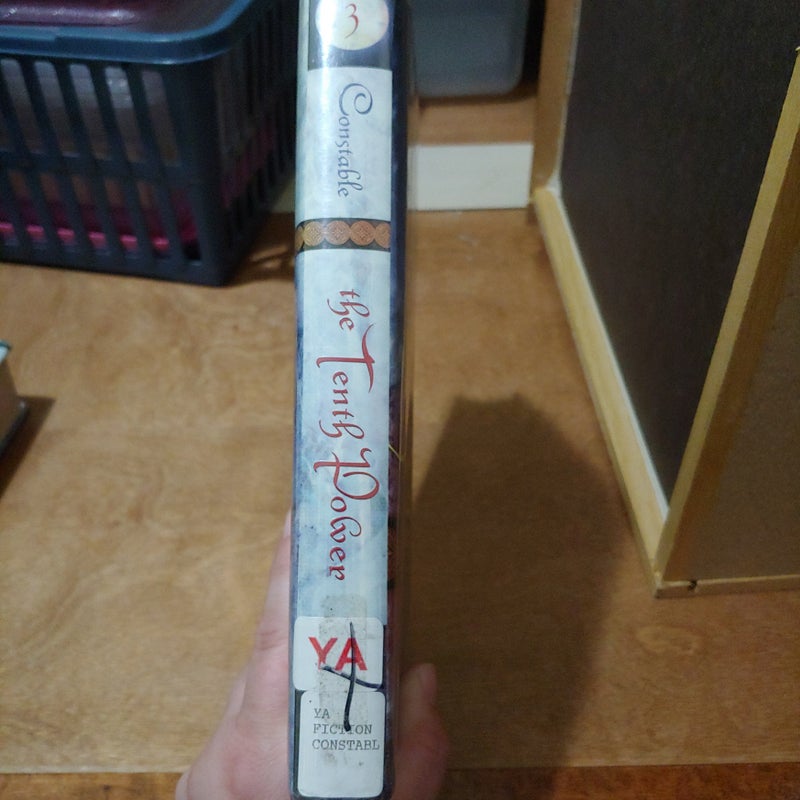 3
Constable
the Tenth Power
YA
YA
FICTION
CONSTABL